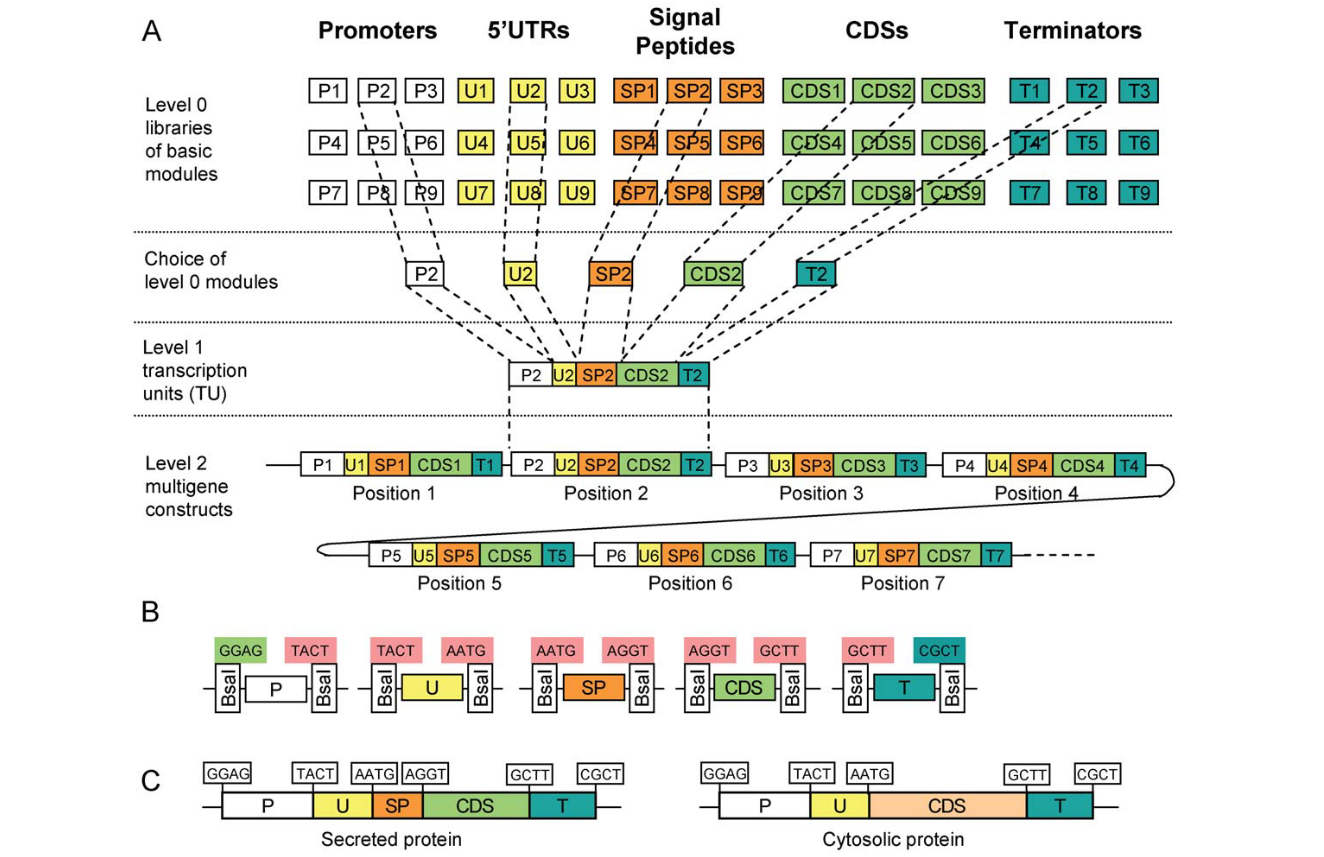 A
Promoters 5’UTRs Signal Peptides CDSs Terminators
Level 0
libraries
of basic
modules
P1 P2 P3 U1 U2 U3 SP1 SP2 SP3 CDS1 CDS2 CDS3 T1 T2 T3
P4 P5 P6 U4 U5 U6 SP4 SP5 SP6 CDS4 CDS5 CDS6 T4 T5 T6
P7 P8 P9 U7 U8 U9 SP7 SP8 SP9 CDS7 CDS8 CDS9 T7 T8 T9
Choice of
level 0 modules
P2 U2 SP2 CDS2 T2
Level 1
transcription
units (TU)
P2 U2 SP2 CDS2 T2
Level 2
multigene
constructs
P1 U1 SP1 CDS1 T1 P2 U2 SP2 CDS2 T2 P3 U3 SP3 CDS3 T3 P4 U4 SP4 CDS4 T4
Position 1 Position 2 Position 3 Position 4
P5 U5 SP5 CDS5 T5 P6 U6 SP6 CDS6 T6 P7 U7 SP7 CDS7 T7
Position 5 Position 6 Position 7
B
GGAG TACT TACT AATG AATG AGGT AGGT GCTT GCTT CGCT
BsaI P BsaI BsaI U BsaI BsaI SP BsaI BsaI CDS BsaI BsaI T BsaI
C
GGAG TACT AATG AGGT GCTT CGCT GGAG TACT AATG GCTT CGCT
P U SP CDS T P U CDS T
Secreted protein Cytosolic protein